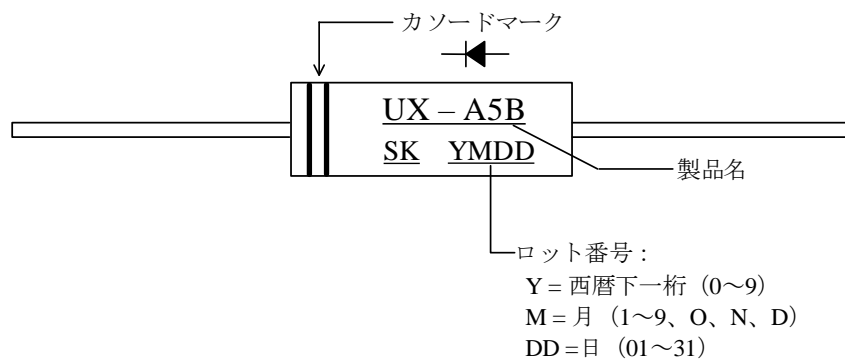 カソードマーク
UX – A5B
SK YMDD
製品名
ロット番号 :
Y = 西暦下一桁（0～9）
M = 月（1～9、O、N、D）
DD =日（01～31）